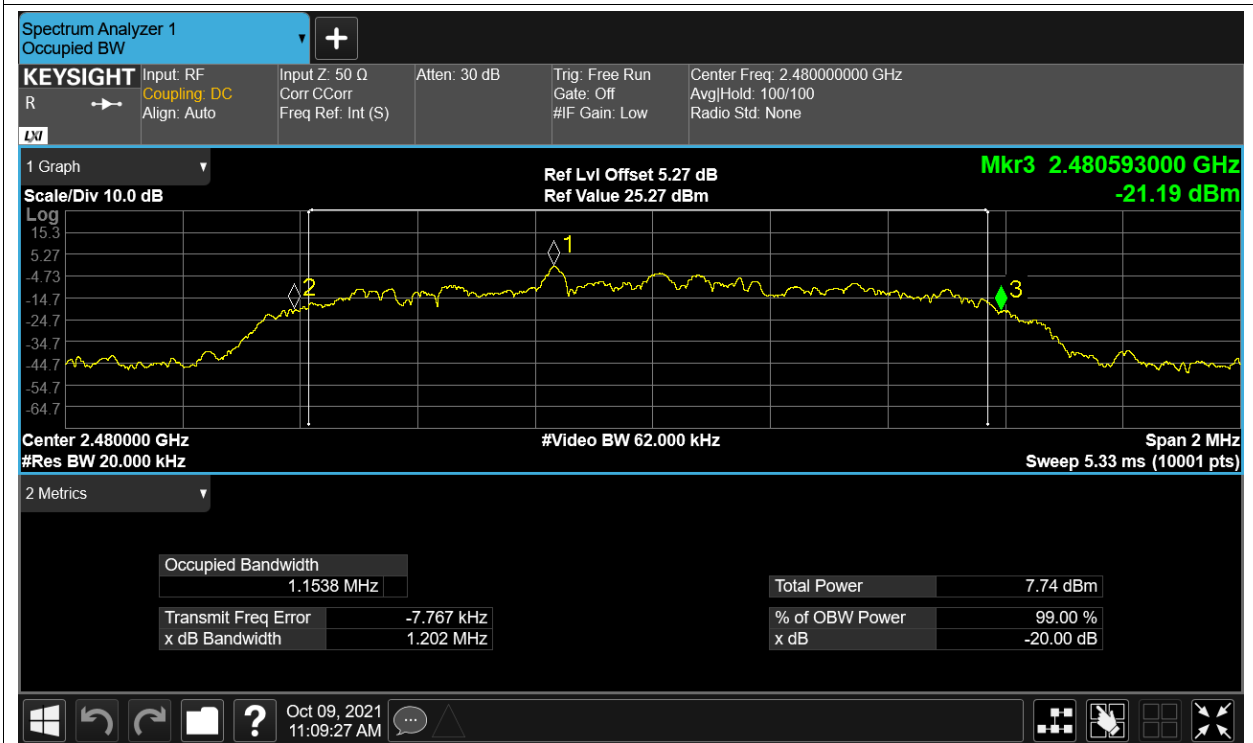 Spectrum Analyzer 1
Occupied BW
KEYSIGHT
R
LXI
Input: RF
Coupling: DC
Align: Auto
Input Z: 50 Ω
Corr CCorr
Freq Ref: Int (S)
Atten: 30 dB
Trig: Free Run
Gate: Off
#IF Gain: Low
Center Freq: 2.480000000 GHz
Avg|Hold: 100/100
Radio Std: None
1 Graph
Scale/Div 10.0 dB
Ref Lvl Offset 5.27 dB
Ref Value 25.27 dBm
Mkr3 2.480593000 GHz
-21.19 dBm
Log
15.3
5.27
-4.73
-14.7
-24.7
-34.7
-44.7
-54.7
-64.7
1
2
3
Center 2.480000 GHz
#Video BW 62.000 kHz
Span 2 MHz
#Res BW 20.000 kHz
Sweep 5.33 ms (10001 pts)
2 Metrics
Occupied Bandwidth
1.1538 MHz
Transmit Freq Error -7.767 kHz
x dB Bandwidth 1.202 MHz
Total Power 7.74 dBm
% of OBW Power 99.00 %
x dB -20.00 dB
?
Oct 09, 2021
11:09:27 AM